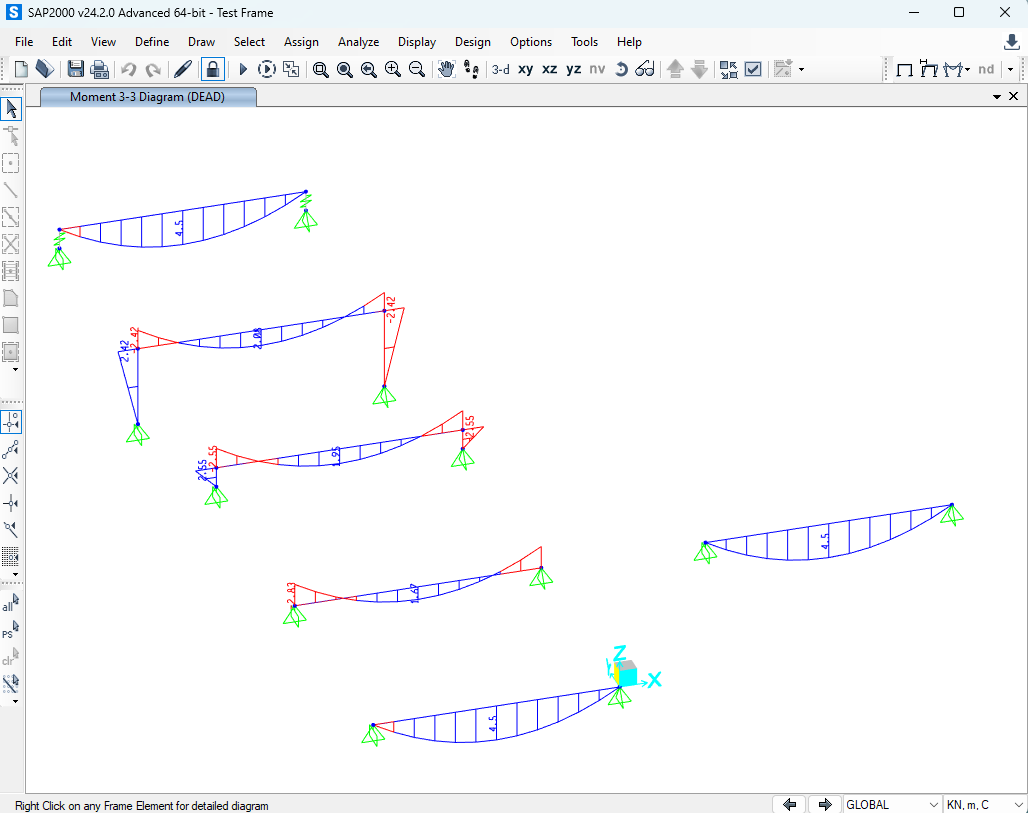 SAP2000 v24.2.0 Advanced 64-bit - Test Frame
File Edit View Define Draw Select Assign Analyze Display Design Options Tools Help
3-d xy xz yz nv nd
Moment 3-3 Diagram (DEAD)
4.5
-2.42
2.42
-2.42
2.08
-2.55
2.55
-2.55
1.95
4.5
-2.83
1.67
all
PS
clr
Z
X
4.5
Right Click on any Frame Element for detailed diagram
GLOBAL
KN, m, C